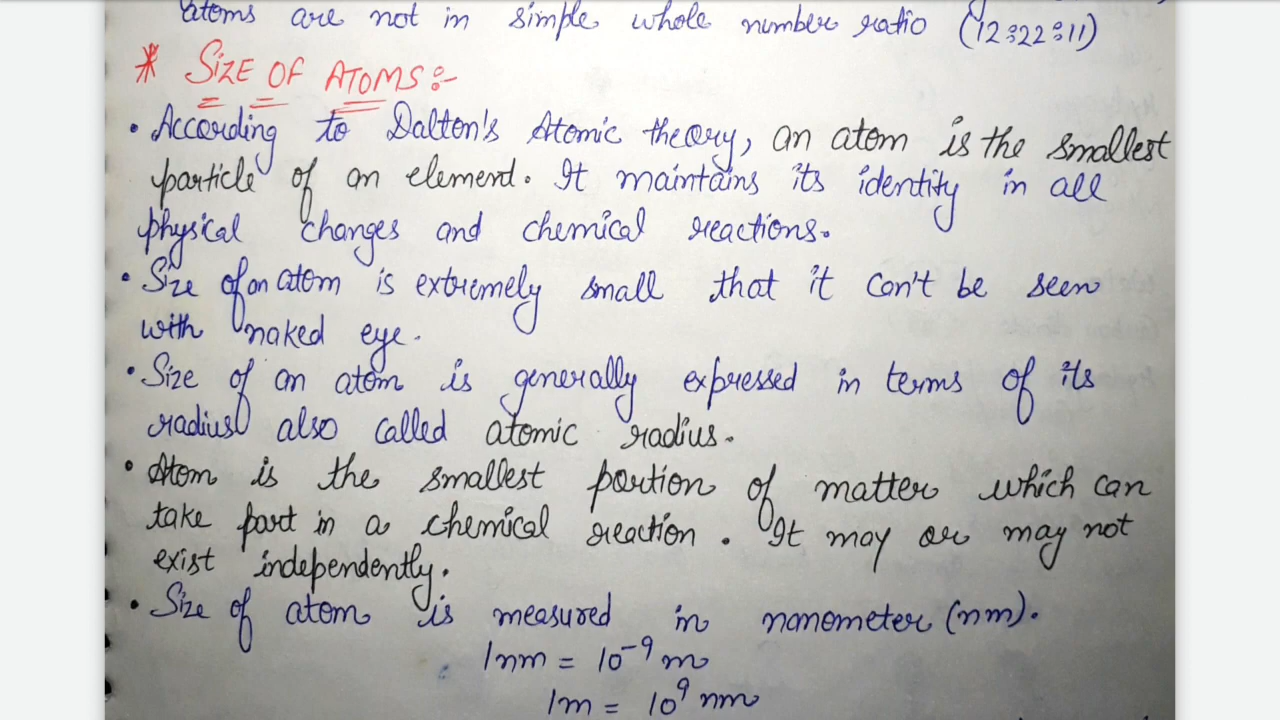 atoms are not in simple whole number ratio (12:22:11)
* SIZE OF ATOMS:-
• According to Dalton's Atomic theory, an atom is the smallest
particle of an element. It maintains its identity in all
physical changes and chemical reactions.
• Size of an atom is extremely small that it can't be seen
with naked eye.
• Size of an atom is generally expressed in terms of its
radius also called atomic radius.
• Atom is the smallest portion of matter which can
take part in a chemical reaction. It may or may not
exist independently.
• Size of atom is measured in nanometer (nm).
1nm = 10⁻⁹ m
1m = 10⁹ nm